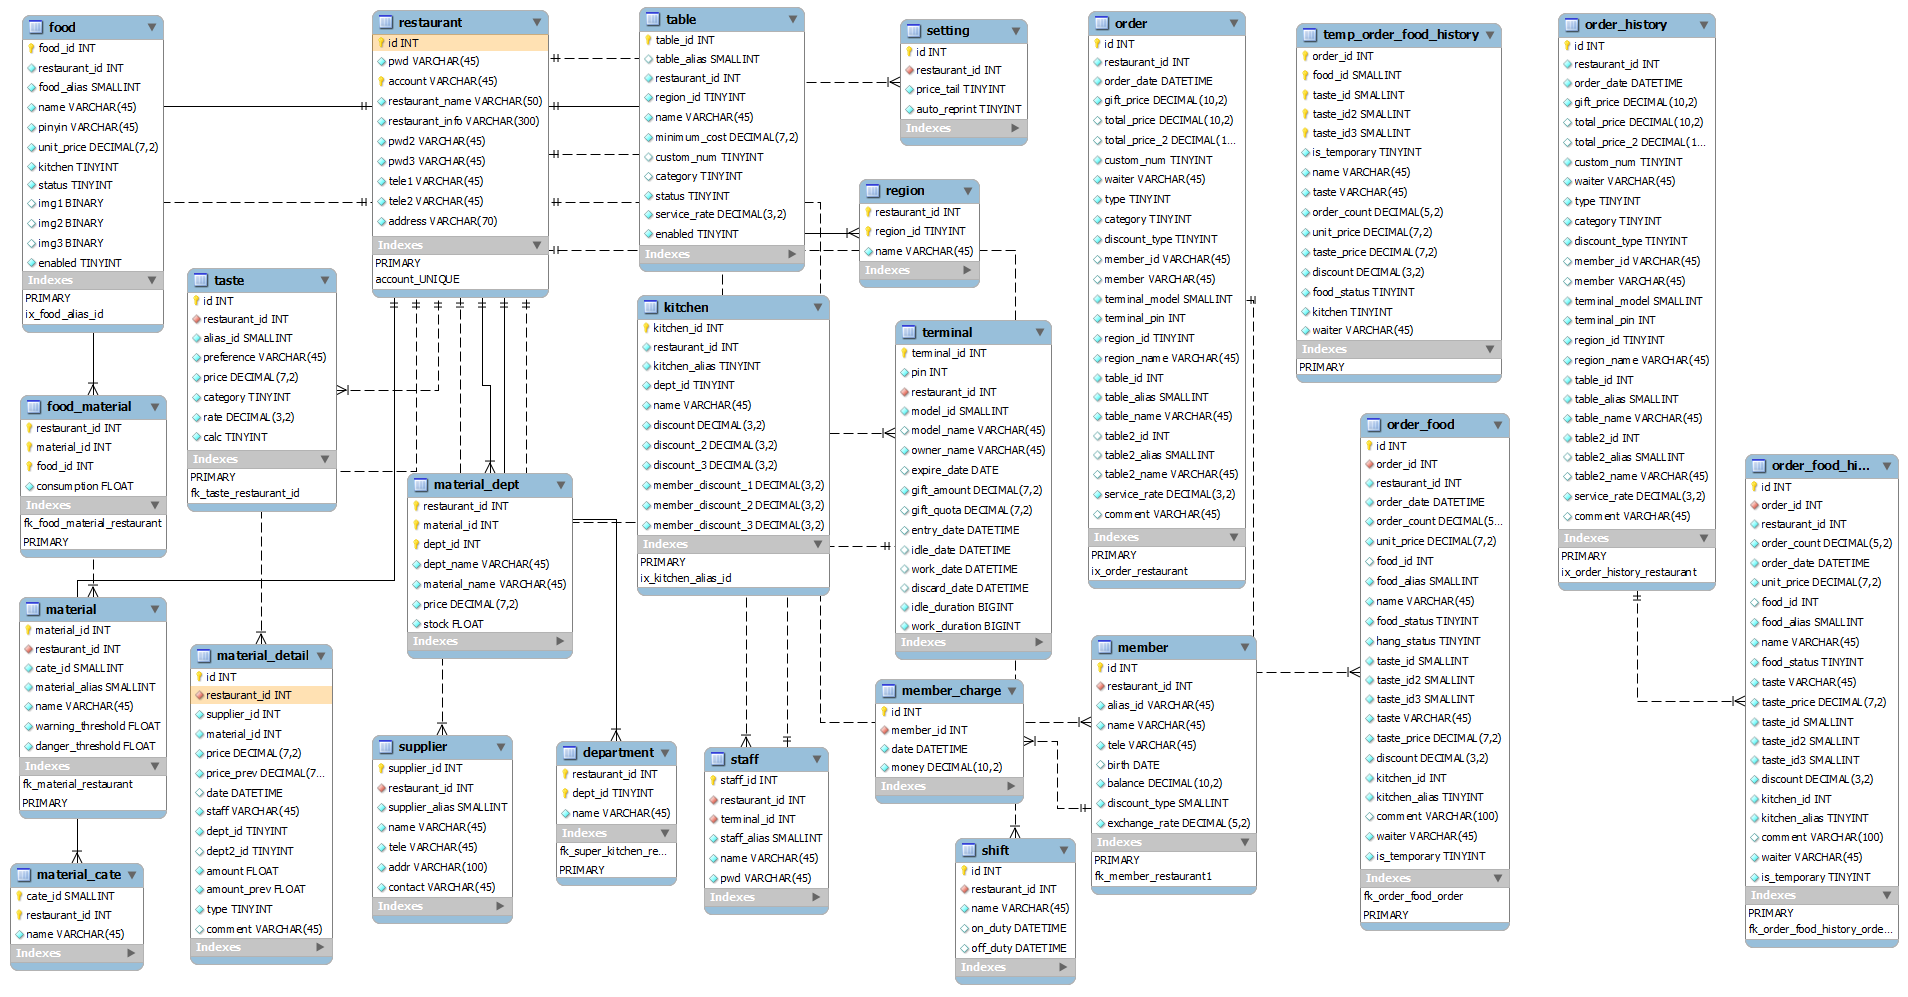 food
food_id INT
restaurant_id INT
food_alias SMALLINT
name VARCHAR(45)
pinyin VARCHAR(45)
unit_price DECIMAL(7,2)
kitchen TINYINT
status TINYINT
img1 BINARY
img2 BINARY
img3 BINARY
enabled TINYINT
Indexes
PRIMARY
ix_food_alias_id
restaurant
id INT
pwd VARCHAR(45)
account VARCHAR(45)
restaurant_name VARCHAR(50)
restaurant_info VARCHAR(300)
pwd2 VARCHAR(45)
pwd3 VARCHAR(45)
tele1 VARCHAR(45)
tele2 VARCHAR(45)
address VARCHAR(70)
Indexes
PRIMARY
account_UNIQUE
table
table_id INT
table_alias SMALLINT
restaurant_id INT
region_id TINYINT
name VARCHAR(45)
minimum_cost DECIMAL(7,2)
custom_num TINYINT
category TINYINT
status TINYINT
service_rate DECIMAL(3,2)
enabled TINYINT
Indexes
setting
id INT
restaurant_id INT
price_tail TINYINT
auto_reprint TINYINT
Indexes
region
restaurant_id INT
region_id TINYINT
name VARCHAR(45)
Indexes
order
id INT
restaurant_id INT
order_date DATETIME
gift_price DECIMAL(10,2)
total_price DECIMAL(10,2)
total_price_2 DECIMAL(1...
custom_num TINYINT
waiter VARCHAR(45)
type TINYINT
category TINYINT
discount_type TINYINT
member_id VARCHAR(45)
member VARCHAR(45)
terminal_model SMALLINT
terminal_pin INT
region_id TINYINT
region_name VARCHAR(45)
table_id INT
table_alias SMALLINT
table_name VARCHAR(45)
table2_id INT
table2_alias SMALLINT
table2_name VARCHAR(45)
service_rate DECIMAL(3,2)
comment VARCHAR(45)
Indexes
PRIMARY
ix_order_restaurant
temp_order_food_history
order_id INT
food_id SMALLINT
taste_id SMALLINT
taste_id2 SMALLINT
taste_id3 SMALLINT
is_temporary TINYINT
name VARCHAR(45)
taste VARCHAR(45)
order_count DECIMAL(5,2)
unit_price DECIMAL(7,2)
taste_price DECIMAL(7,2)
discount DECIMAL(3,2)
food_status TINYINT
kitchen TINYINT
waiter VARCHAR(45)
Indexes
PRIMARY
order_history
id INT
restaurant_id INT
order_date DATETIME
gift_price DECIMAL(10,2)
total_price DECIMAL(10,2)
total_price_2 DECIMAL(1...
custom_num TINYINT
waiter VARCHAR(45)
type TINYINT
category TINYINT
discount_type TINYINT
member_id VARCHAR(45)
member VARCHAR(45)
terminal_model SMALLINT
terminal_pin INT
region_id TINYINT
region_name VARCHAR(45)
table_id INT
table_alias SMALLINT
table_name VARCHAR(45)
table2_id INT
table2_alias SMALLINT
table2_name VARCHAR(45)
service_rate DECIMAL(3,2)
comment VARCHAR(45)
Indexes
PRIMARY
ix_order_history_restaurant
taste
id INT
restaurant_id INT
alias_id SMALLINT
preference VARCHAR(45)
price DECIMAL(7,2)
category TINYINT
rate DECIMAL(3,2)
calc TINYINT
Indexes
PRIMARY
fk_taste_restaurant_id
kitchen
kitchen_id INT
restaurant_id INT
kitchen_alias TINYINT
dept_id TINYINT
name VARCHAR(45)
discount DECIMAL(3,2)
discount_2 DECIMAL(3,2)
discount_3 DECIMAL(3,2)
member_discount_1 DECIMAL(3,2)
member_discount_2 DECIMAL(3,2)
member_discount_3 DECIMAL(3,2)
Indexes
PRIMARY
ix_kitchen_alias_id
terminal
terminal_id INT
pin INT
restaurant_id INT
model_id SMALLINT
model_name VARCHAR(45)
owner_name VARCHAR(45)
expire_date DATE
gift_amount DECIMAL(7,2)
gift_quota DECIMAL(7,2)
entry_date DATETIME
idle_date DATETIME
work_date DATETIME
discard_date DATETIME
idle_duration BIGINT
work_duration BIGINT
Indexes
food_material
restaurant_id INT
material_id INT
food_id INT
consumption FLOAT
Indexes
fk_food_material_restaurant
PRIMARY
material_dept
restaurant_id INT
material_id INT
dept_id INT
dept_name VARCHAR(45)
material_name VARCHAR(45)
price DECIMAL(7,2)
stock FLOAT
Indexes
order_food
id INT
order_id INT
restaurant_id INT
order_date DATETIME
order_count DECIMAL(5...
unit_price DECIMAL(7,2)
food_id INT
food_alias SMALLINT
name VARCHAR(45)
food_status TINYINT
hang_status TINYINT
taste_id SMALLINT
taste_id2 SMALLINT
taste_id3 SMALLINT
taste VARCHAR(45)
taste_price DECIMAL(7,2)
discount DECIMAL(3,2)
kitchen_id INT
kitchen_alias TINYINT
comment VARCHAR(100)
waiter VARCHAR(45)
is_temporary TINYINT
Indexes
fk_order_food_order
PRIMARY
order_food_hi...
id INT
order_id INT
restaurant_id INT
order_count DECIMAL(5,2)
order_date DATETIME
unit_price DECIMAL(7,2)
food_id INT
food_alias SMALLINT
name VARCHAR(45)
food_status TINYINT
taste VARCHAR(45)
taste_price DECIMAL(7,2)
taste_id SMALLINT
taste_id2 SMALLINT
taste_id3 SMALLINT
discount DECIMAL(3,2)
kitchen_id INT
kitchen_alias TINYINT
comment VARCHAR(100)
waiter VARCHAR(45)
is_temporary TINYINT
Indexes
PRIMARY
fk_order_food_history_orde...
material
material_id INT
restaurant_id INT
cate_id SMALLINT
material_alias SMALLINT
name VARCHAR(45)
warning_threshold FLOAT
danger_threshold FLOAT
Indexes
fk_material_restaurant
PRIMARY
material_detail
id INT
restaurant_id INT
supplier_id INT
material_id INT
price DECIMAL(7,2)
price_prev DECIMAL(7...
date DATETIME
staff VARCHAR(45)
dept_id TINYINT
dept2_id TINYINT
amount FLOAT
amount_prev FLOAT
type TINYINT
comment VARCHAR(45)
Indexes
member
id INT
restaurant_id INT
alias_id VARCHAR(45)
name VARCHAR(45)
tele VARCHAR(45)
birth DATE
balance DECIMAL(10,2)
discount_type SMALLINT
exchange_rate DECIMAL(5,2)
Indexes
PRIMARY
fk_member_restaurant1
member_charge
id INT
member_id INT
date DATETIME
money DECIMAL(10,2)
Indexes
supplier
supplier_id INT
restaurant_id INT
supplier_alias SMALLINT
name VARCHAR(45)
tele VARCHAR(45)
addr VARCHAR(100)
contact VARCHAR(45)
Indexes
department
restaurant_id INT
dept_id TINYINT
name VARCHAR(45)
Indexes
fk_super_kitchen_re...
PRIMARY
staff
staff_id INT
restaurant_id INT
terminal_id INT
staff_alias SMALLINT
name VARCHAR(45)
pwd VARCHAR(45)
Indexes
shift
id INT
restaurant_id INT
name VARCHAR(45)
on_duty DATETIME
off_duty DATETIME
Indexes
material_cate
cate_id SMALLINT
restaurant_id INT
name VARCHAR(45)
Indexes